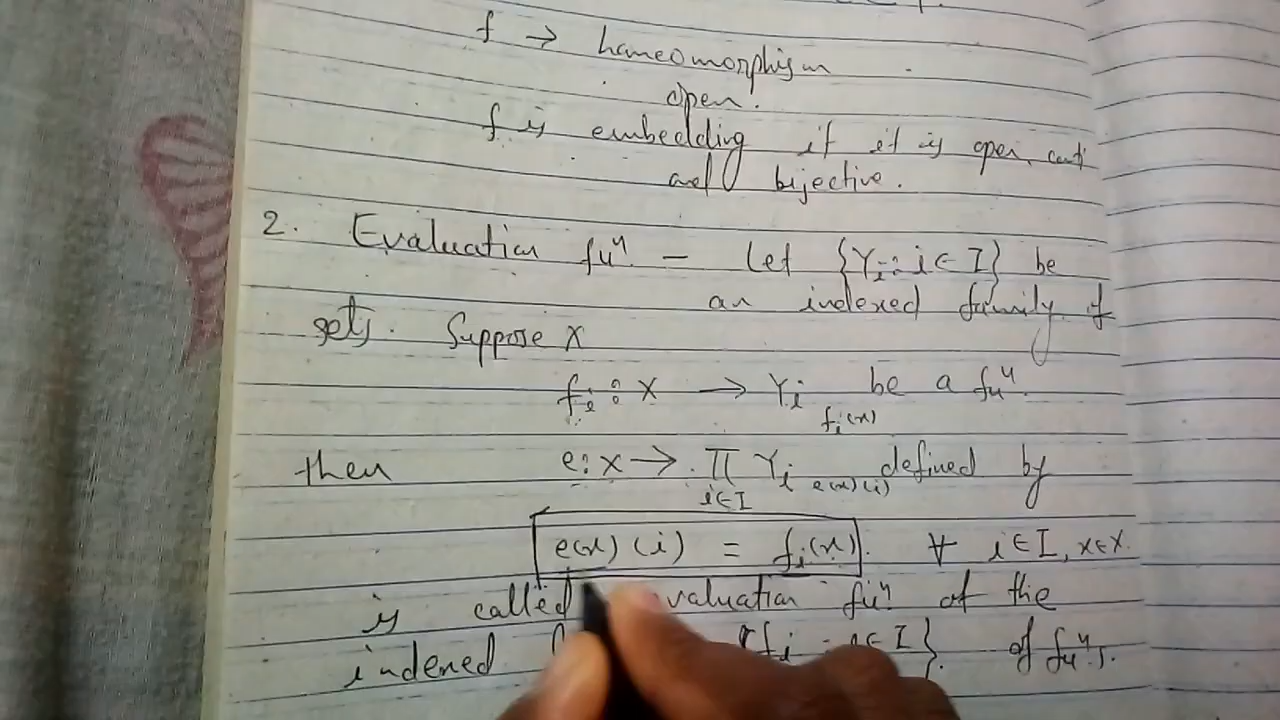 f → homeomorphism
open.
f is embedding if it is open, cont
and bijective.
2. Evaluation fuⁿ. – Let {Yᵢ : i ∈ I} be
an indexed family of
sets. Suppose X
fᵢ : X → Yᵢ be a fuⁿ.
fᵢ(x)
then e : X → ∏ Yᵢ defined by
i∈I e(x)(i)
e(x)(i) = fᵢ(x). ∀ i ∈ I, x∈X.
is called valuation fuⁿ of the
indexed {fᵢ : i ∈ I}. of fuⁿs.